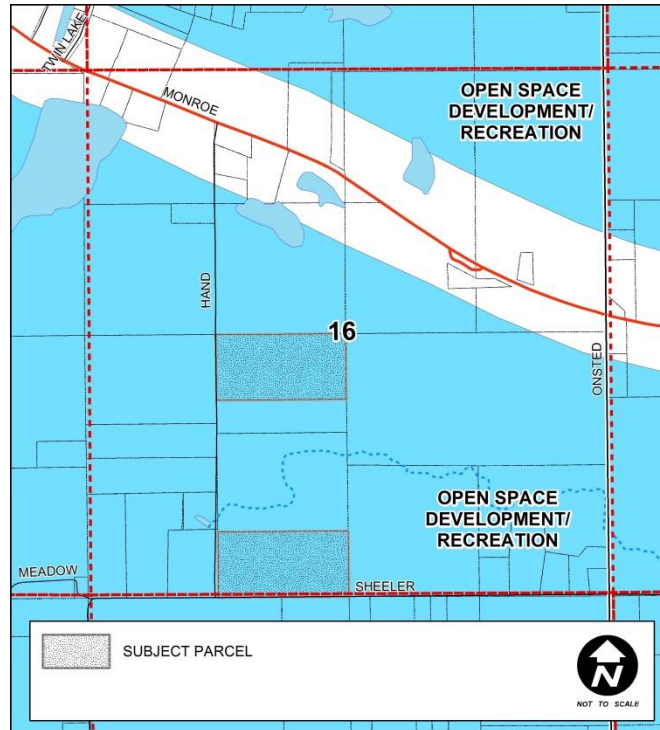 TWIN LAKE
MONROE
OPEN SPACE
DEVELOPMENT/
RECREATION
HAND
16
ONSTED
OPEN SPACE
DEVELOPMENT/
RECREATION
MEADOW
SHEELER
SUBJECT PARCEL
N
NOT TO SCALE